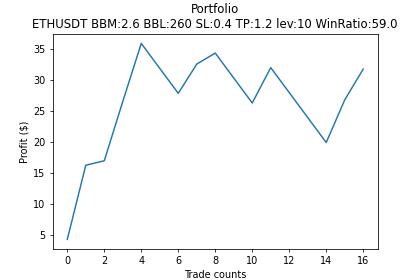 Portfolio
ETHUSDT BBM:2.6 BBL:260 SL:0.4 TP:1.2 lev:10 WinRatio:59.0
35
30
25
20
15
10
5
Profit ($)
0 2 4 6 8 10 12 14 16
Trade counts